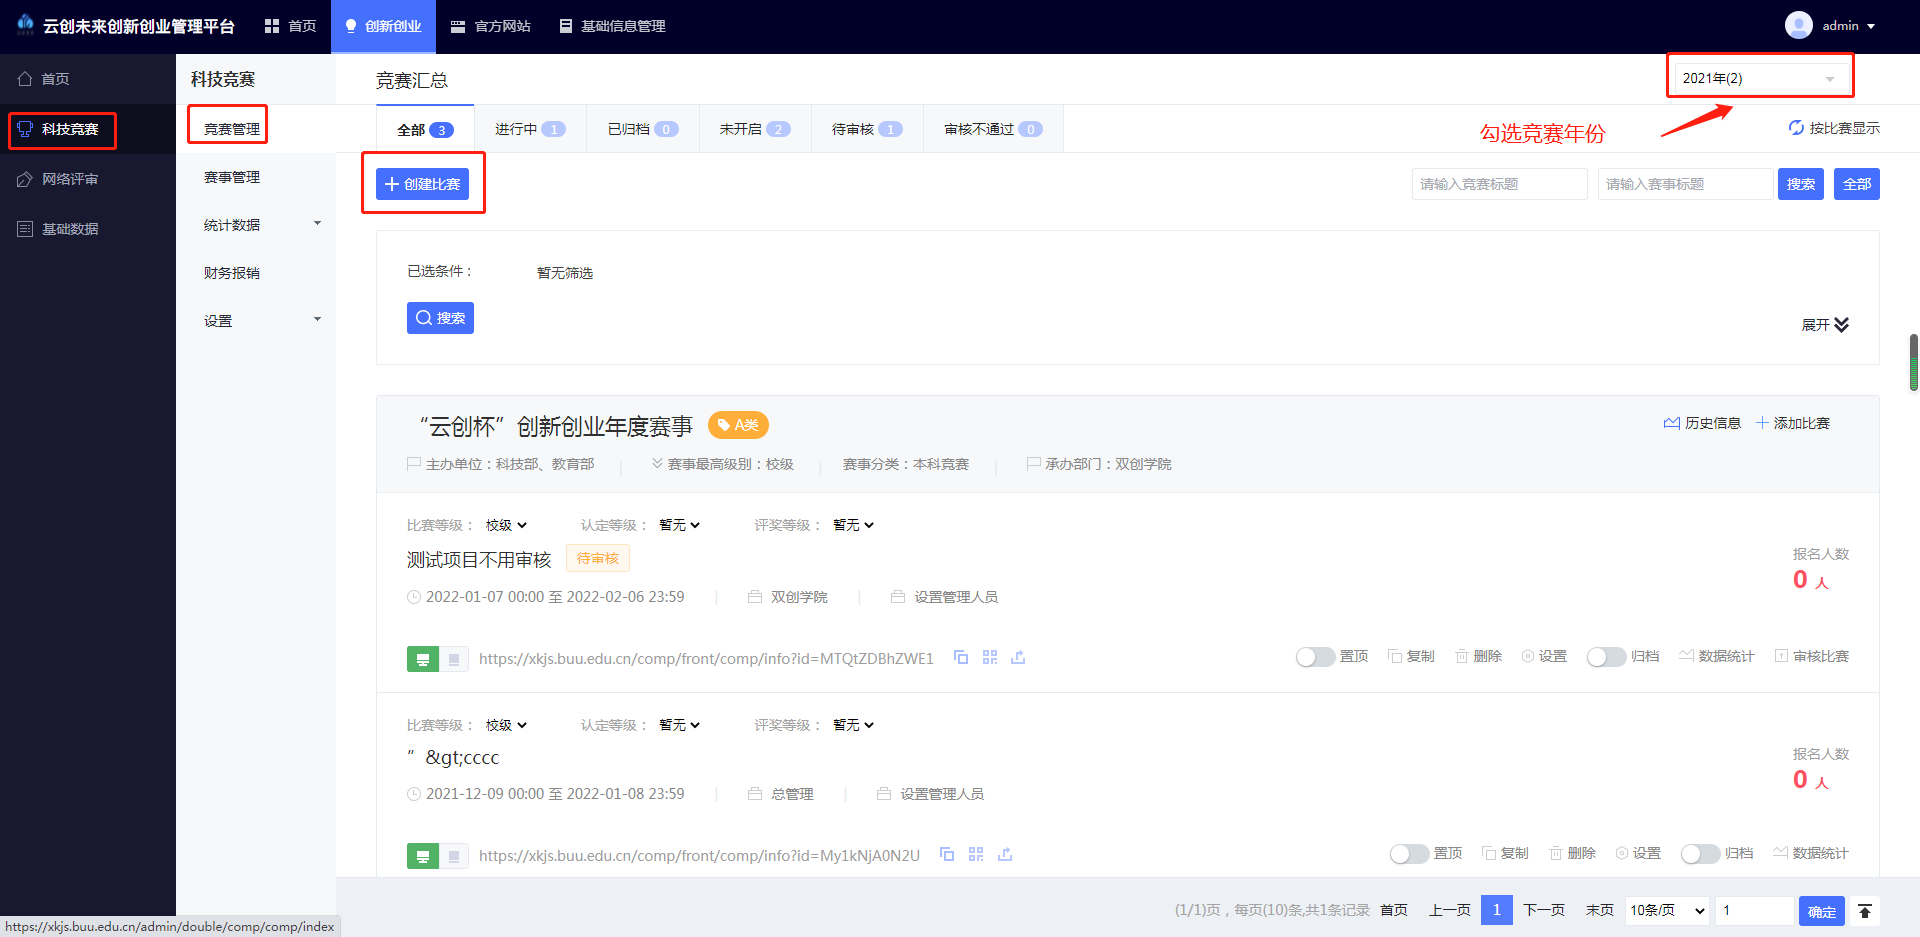 云创未来创新创业管理平台 首页 创新创业 官方网站 基础信息管理 admin
首页
科技竞赛
网络评审
基础数据
科技竞赛
竞赛管理
赛事管理
统计数据
财务报销
设置
竞赛汇总 2021年(2)
全部 3 进行中 1 已归档 0 未开启 2 待审核 1 审核不通过 0 勾选竞赛年份 按比赛显示
创建比赛 请输入竞赛标题 请输入赛事标题 搜索 全部
已选条件： 暂无筛选
搜索 展开
“云创杯”创新创业年度赛事 A类 历史信息 添加比赛
主办单位：科技部、教育部 赛事最高级别：校级 赛事分类：本科竞赛 承办部门：双创学院
比赛等级： 校级 认定等级： 暂无 评奖等级： 暂无
测试项目不用审核 待审核 报名人数
0 人
2022-01-07 00:00 至 2022-02-06 23:59 双创学院 设置管理人员
https://xkjs.buu.edu.cn/comp/front/comp/info?id=MTQtZDBhZWE1 置顶 复制 删除 设置 归档 数据统计 审核比赛
比赛等级： 校级 认定等级： 暂无 评奖等级： 暂无
”&gt;cccc 报名人数
0 人
2021-12-09 00:00 至 2022-01-08 23:59 总管理 设置管理人员
https://xkjs.buu.edu.cn/comp/front/comp/info?id=My1kNjA0N2U 置顶 复制 删除 设置 归档 数据统计
(1/1)页，每页(10)条,共1条记录 首页 上一页 1 下一页 末页 10条/页 1 确定
https://xkjs.buu.edu.cn/admin/double/comp/comp/index